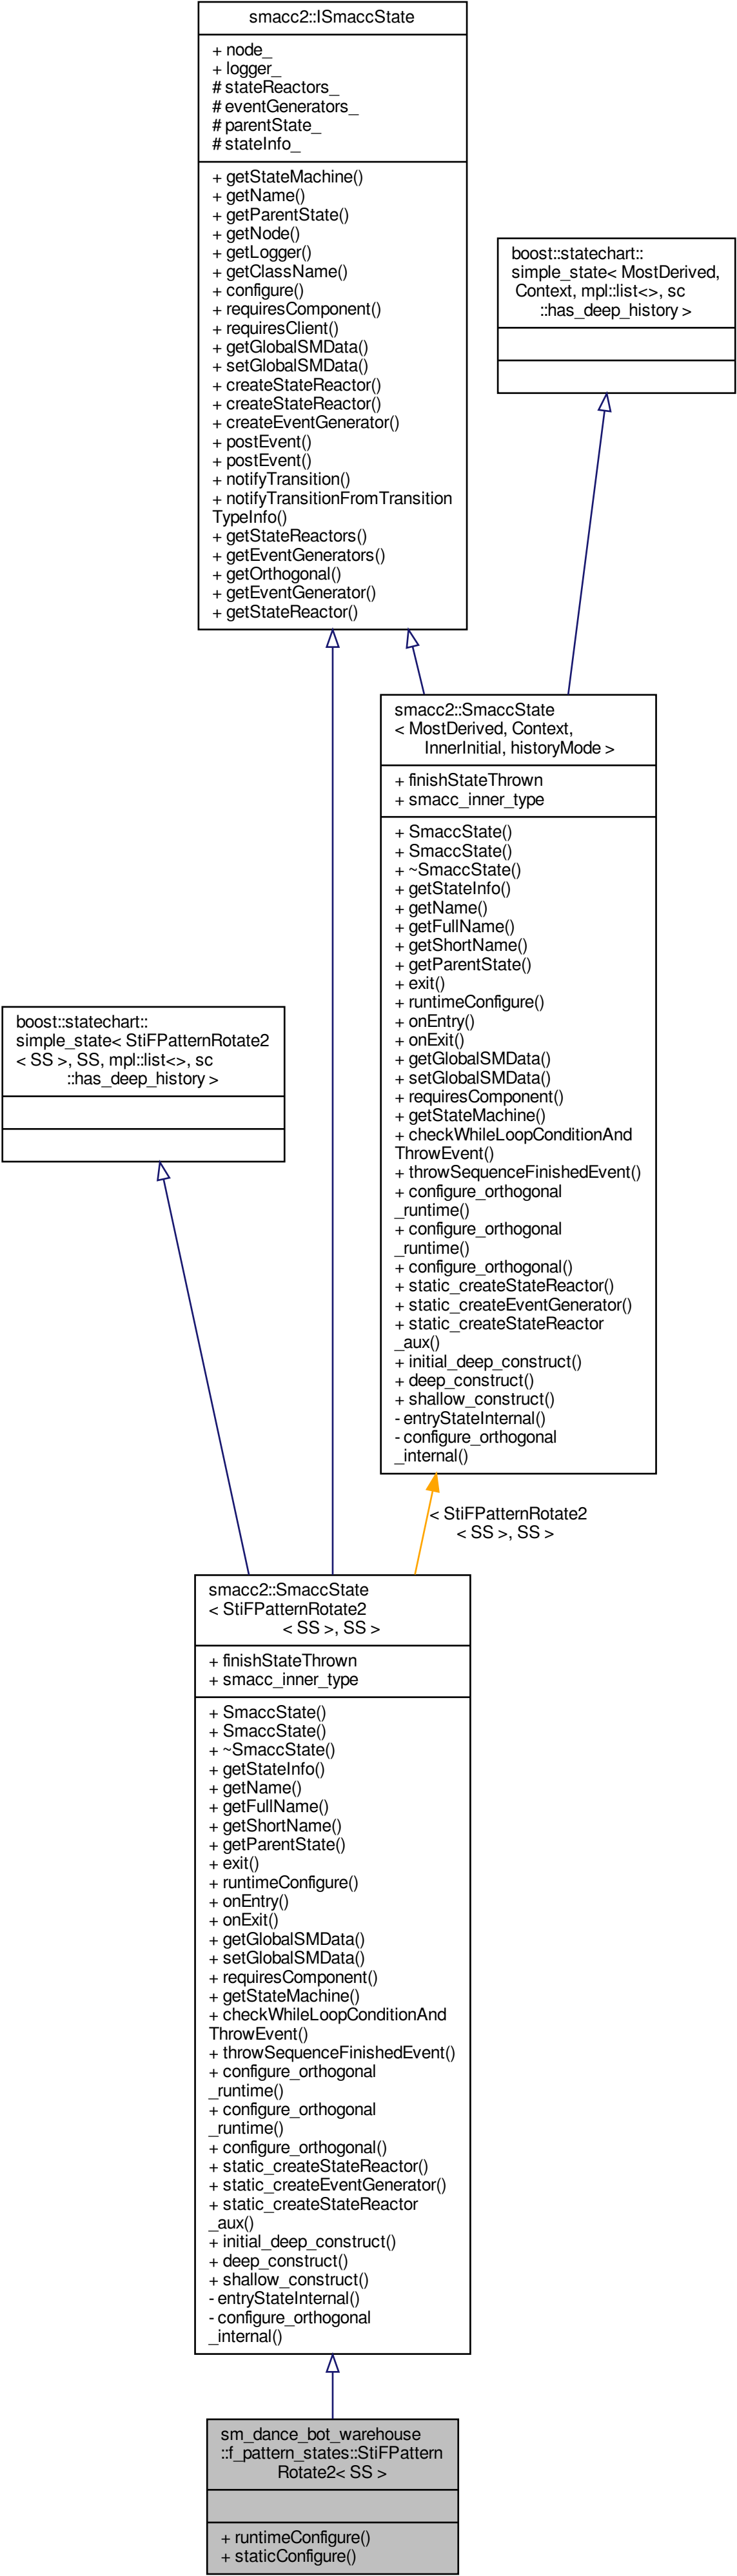 smacc2::ISmaccState
+ node_
+ logger_
# stateReactors_
# eventGenerators_
# parentState_
# stateInfo_
+ getStateMachine()
+ getName()
+ getParentState()
+ getNode()
+ getLogger()
+ getClassName()
+ configure()
+ requiresComponent()
+ requiresClient()
+ getGlobalSMData()
+ setGlobalSMData()
+ createStateReactor()
+ createStateReactor()
+ createEventGenerator()
+ postEvent()
+ postEvent()
+ notifyTransition()
+ notifyTransitionFromTransition
TypeInfo()
+ getStateReactors()
+ getEventGenerators()
+ getOrthogonal()
+ getEventGenerator()
+ getStateReactor()
boost::statechart::
simple_state< MostDerived,
Context, mpl::list<>, sc
::has_deep_history >
smacc2::SmaccState
< MostDerived, Context,
InnerInitial, historyMode >
+ finishStateThrown
+ smacc_inner_type
+ SmaccState()
+ SmaccState()
+ ~SmaccState()
+ getStateInfo()
+ getName()
+ getFullName()
+ getShortName()
+ getParentState()
+ exit()
+ runtimeConfigure()
+ onEntry()
+ onExit()
+ getGlobalSMData()
+ setGlobalSMData()
+ requiresComponent()
+ getStateMachine()
+ checkWhileLoopConditionAnd
ThrowEvent()
+ throwSequenceFinishedEvent()
+ configure_orthogonal
_runtime()
+ configure_orthogonal
_runtime()
+ configure_orthogonal()
+ static_createStateReactor()
+ static_createEventGenerator()
+ static_createStateReactor
_aux()
+ initial_deep_construct()
+ deep_construct()
+ shallow_construct()
- entryStateInternal()
- configure_orthogonal
_internal()
boost::statechart::
simple_state< StiFPatternRotate2
< SS >, SS, mpl::list<>, sc
::has_deep_history >
< StiFPatternRotate2
< SS >, SS >
smacc2::SmaccState
< StiFPatternRotate2
< SS >, SS >
+ finishStateThrown
+ smacc_inner_type
+ SmaccState()
+ SmaccState()
+ ~SmaccState()
+ getStateInfo()
+ getName()
+ getFullName()
+ getShortName()
+ getParentState()
+ exit()
+ runtimeConfigure()
+ onEntry()
+ onExit()
+ getGlobalSMData()
+ setGlobalSMData()
+ requiresComponent()
+ getStateMachine()
+ checkWhileLoopConditionAnd
ThrowEvent()
+ throwSequenceFinishedEvent()
+ configure_orthogonal
_runtime()
+ configure_orthogonal
_runtime()
+ configure_orthogonal()
+ static_createStateReactor()
+ static_createEventGenerator()
+ static_createStateReactor
_aux()
+ initial_deep_construct()
+ deep_construct()
+ shallow_construct()
- entryStateInternal()
- configure_orthogonal
_internal()
sm_dance_bot_warehouse
::f_pattern_states::StiFPattern
Rotate2< SS >
+ runtimeConfigure()
+ staticConfigure()